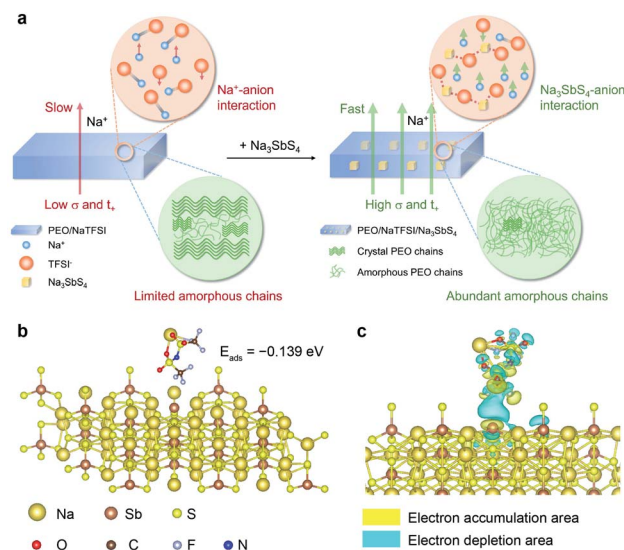 a
Na⁺-anion
interaction
Slow
Na⁺
Low σ and t₊
+ Na₃SbS₄
Na₃SbS₄-anion
interaction
Fast
Na⁺
High σ and t₊
PEO/NaTFSI
Na⁺
TFSI⁻
Na₃SbS₄
Limited amorphous chains
PEO/NaTFSI/Na₃SbS₄
Crystal PEO chains
Amorphous PEO chains
Abundant amorphous chains
b
E_ads = −0.139 eV
Na Sb S
O C F N
c
Electron accumulation area
Electron depletion area